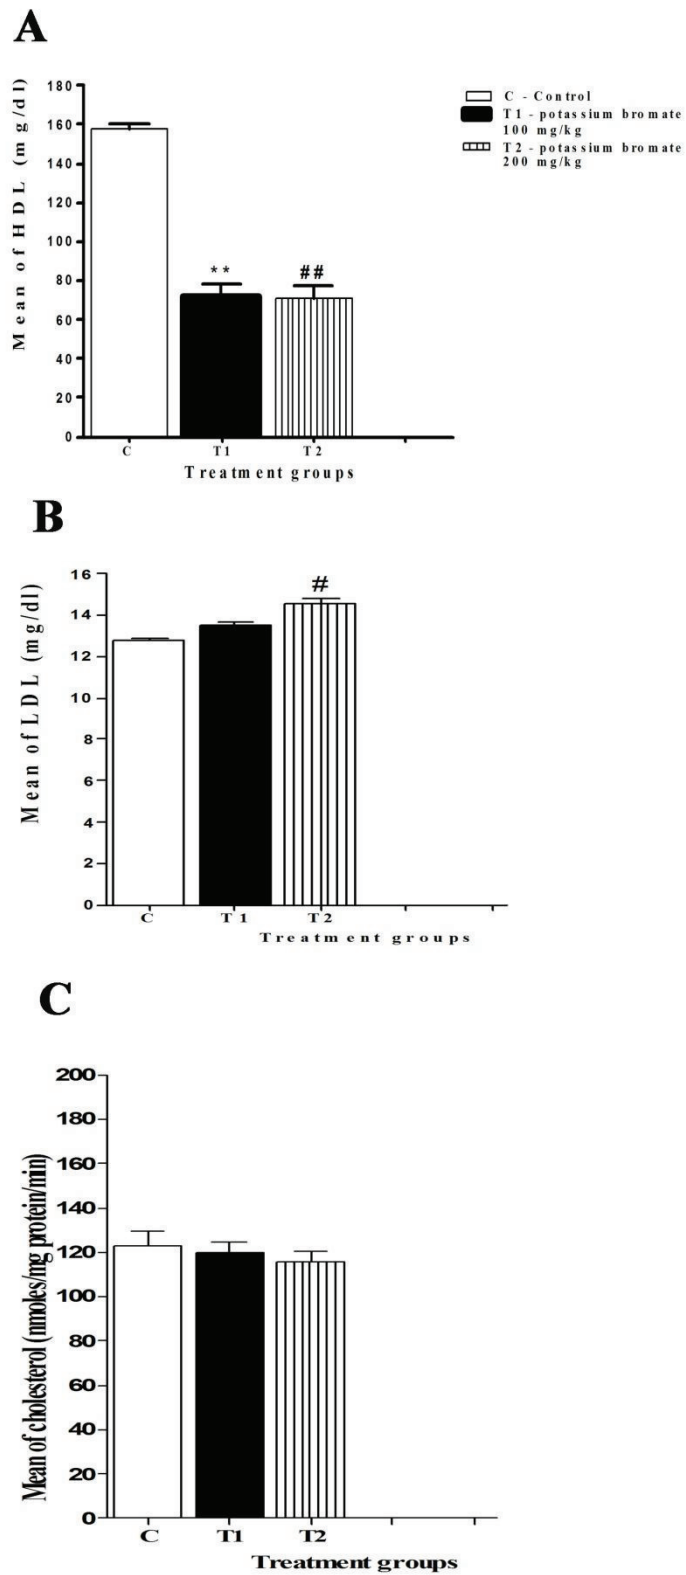 A
Mean of HDL (mg/dl)
180
160
140
120
100
80
60
40
20
0
**
##
C
T1
T2
Treatment groups
C - Control
T1 - potassium bromate
100 mg/kg
T2 - potassium bromate
200 mg/kg
B
Mean of LDL (mg/dl)
16
14
12
10
8
6
4
2
0
#
C
T1
T2
Treatment groups
C
Mean of cholesterol (nmoles/mg protein/min)
200
180
160
140
120
100
80
60
40
20
0
C
T1
T2
Treatment groups